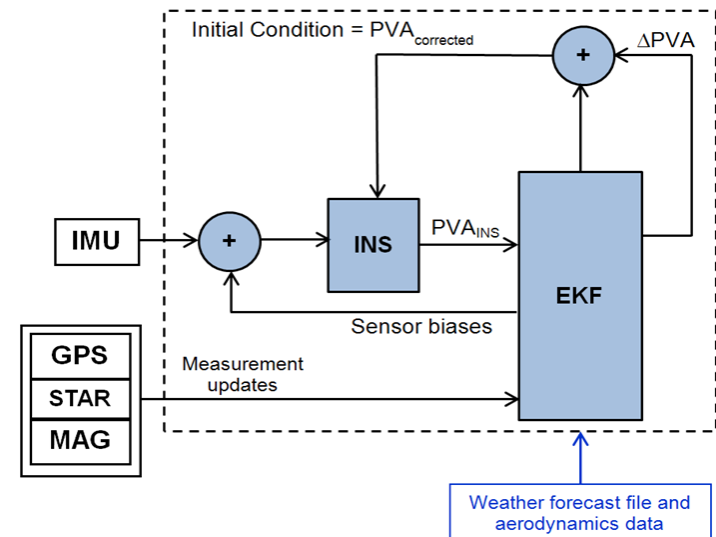 Initial Condition = PVAcorrected
ΔPVA
+
IMU
+
INS
PVAINS
EKF
Sensor biases
GPS
STAR
MAG
Measurement
updates
Weather forecast file and
aerodynamics data